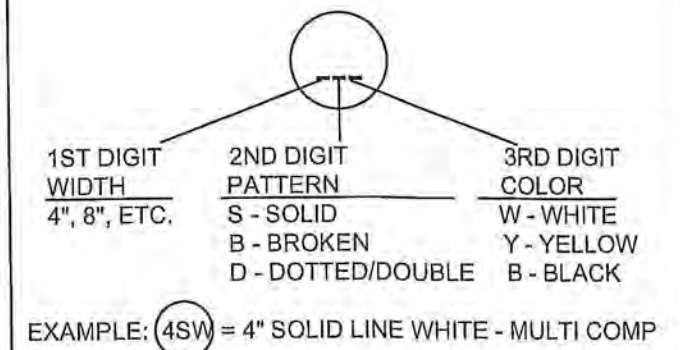 1ST DIGIT 2ND DIGIT 3RD DIGIT
WIDTH PATTERN COLOR
4", 8", ETC. S - SOLID W - WHITE
B - BROKEN Y - YELLOW
D - DOTTED/DOUBLE B - BLACK
EXAMPLE: 4SW = 4" SOLID LINE WHITE - MULTI COMP